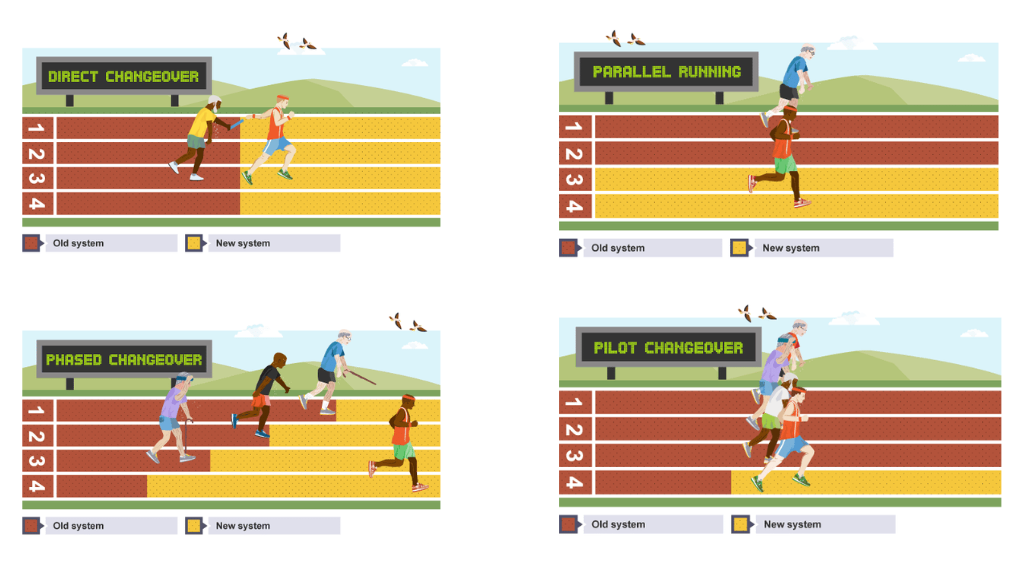 DIRECT CHANGEOVER
1
2
3
4
Old system New system
PARALLEL RUNNING
1
2
3
4
Old system New system
PHASED CHANGEOVER
1
2
3
4
Old system New system
PILOT CHANGEOVER
1
2
3
4
Old system New system